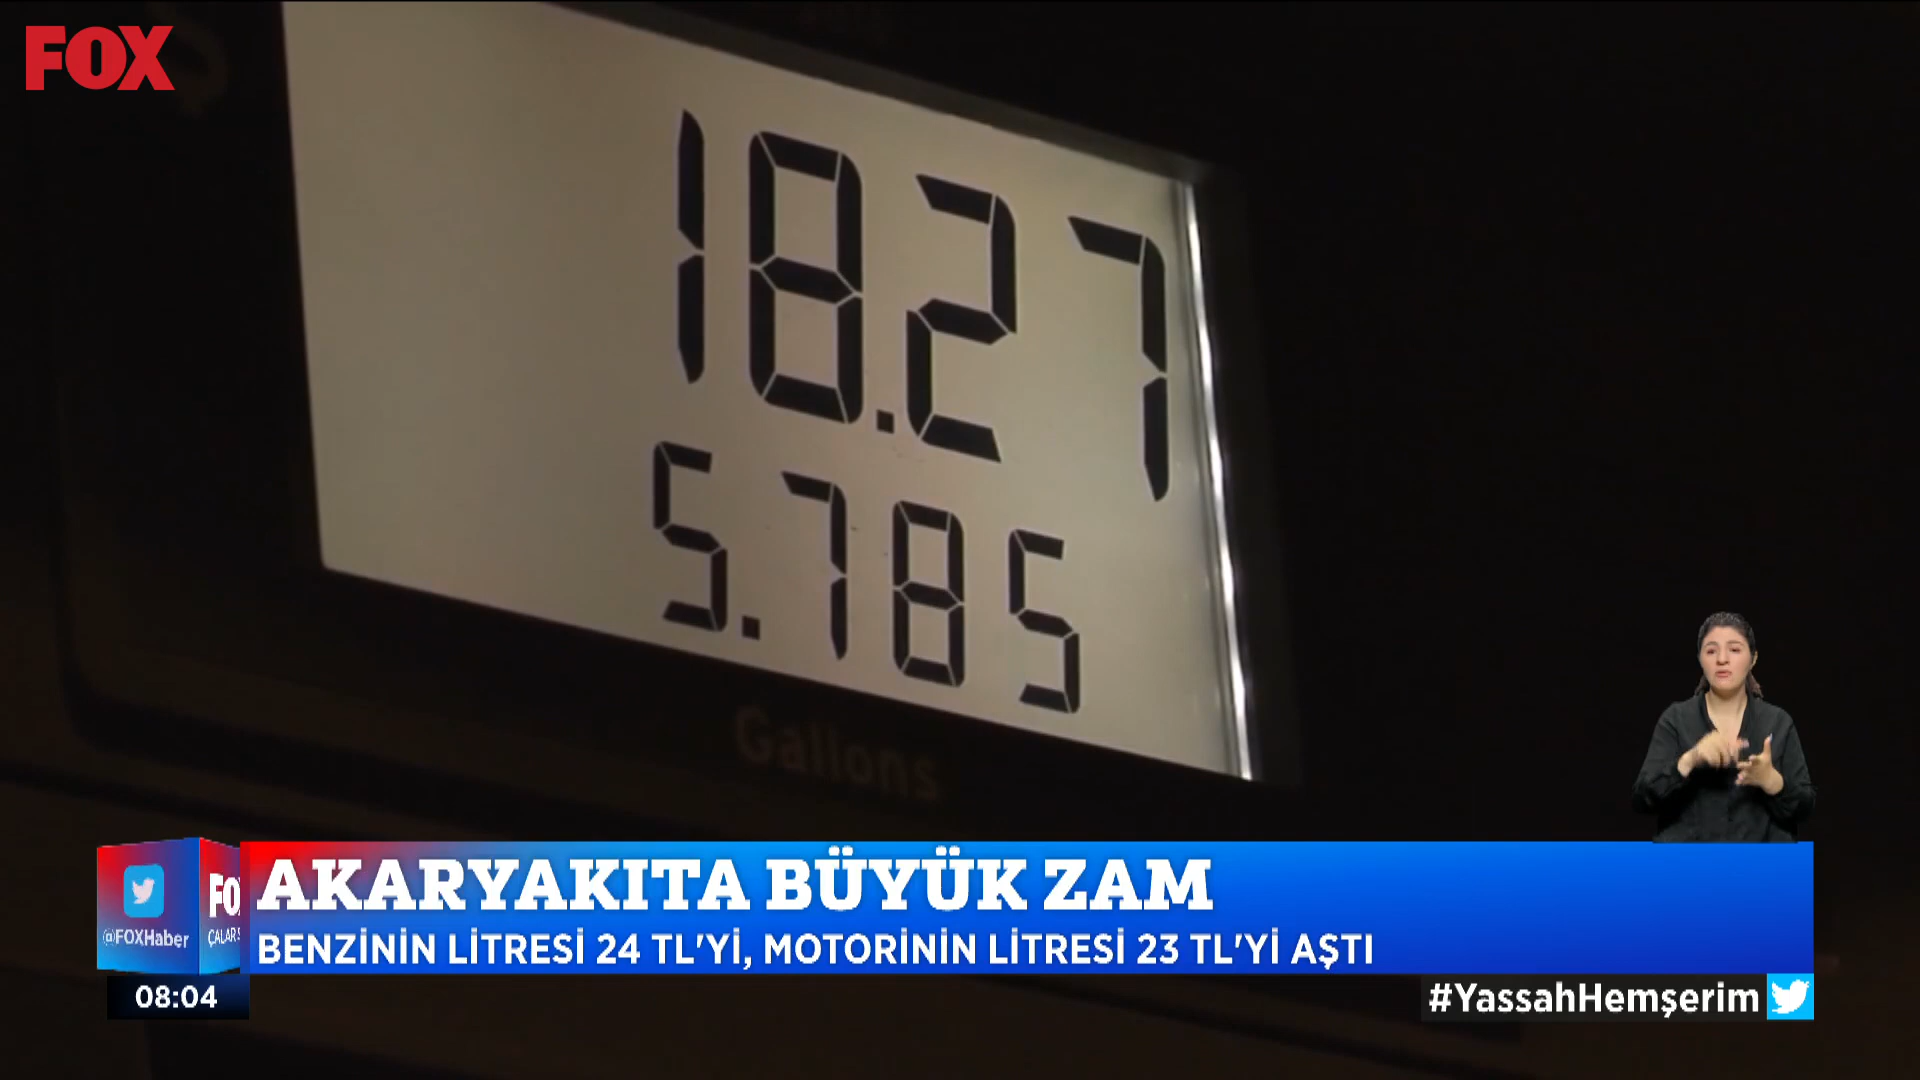 FOX
18.27
5.785
Gallons
AKARYAKITA BÜYÜK ZAM
BENZİNİN LİTRESİ 24 TL'Yİ, MOTORİNİN LİTRESİ 23 TL'Yİ AŞTI
@FOXHaber
08:04
#YassahHemşerim